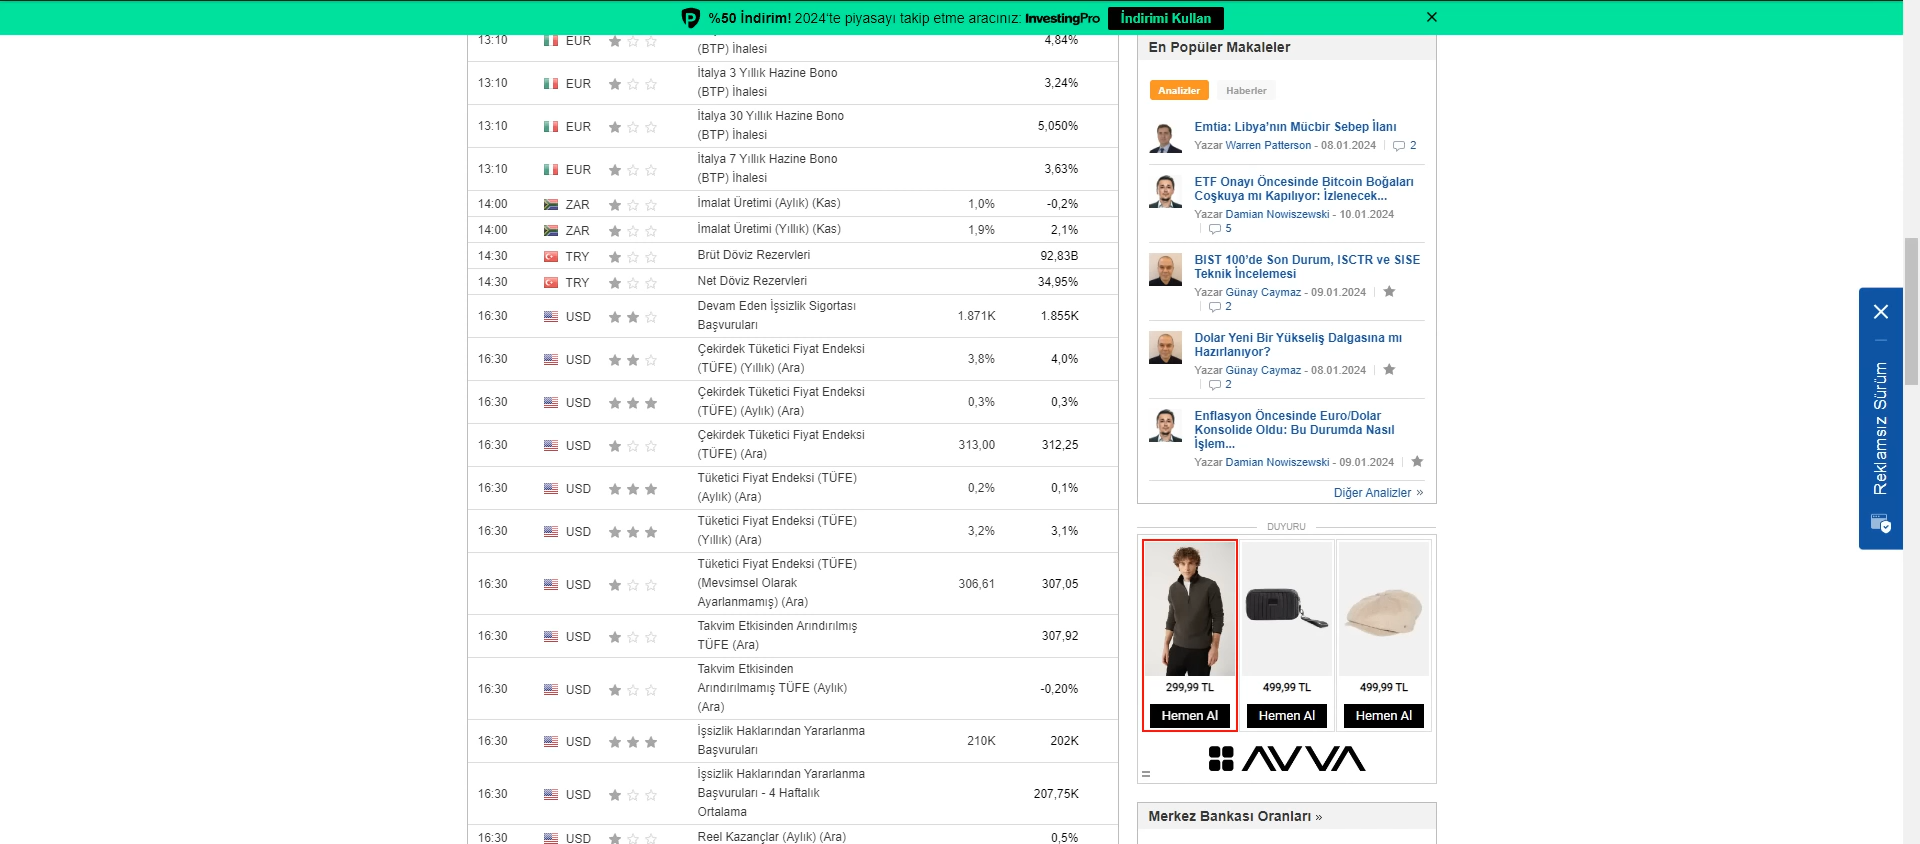 %50 İndirim! 2024'te piyasayı takip etme aracınız: InvestingPro İndirimi Kullan
13:10 EUR (BTP) İhalesi 4,84%
13:10 EUR İtalya 3 Yıllık Hazine Bono
(BTP) İhalesi 3,24%
13:10 EUR İtalya 30 Yıllık Hazine Bono
(BTP) İhalesi 5,050%
13:10 EUR İtalya 7 Yıllık Hazine Bono
(BTP) İhalesi 3,63%
14:00 ZAR İmalat Üretimi (Aylık) (Kas) 1,0% -0,2%
14:00 ZAR İmalat Üretimi (Yıllık) (Kas) 1,9% 2,1%
14:30 TRY Brüt Döviz Rezervleri 92,83B
14:30 TRY Net Döviz Rezervleri 34,95%
16:30 USD Devam Eden İşsizlik Sigortası
Başvuruları 1.871K 1.855K
16:30 USD Çekirdek Tüketici Fiyat Endeksi
(TÜFE) (Yıllık) (Ara) 3,8% 4,0%
16:30 USD Çekirdek Tüketici Fiyat Endeksi
(TÜFE) (Aylık) (Ara) 0,3% 0,3%
16:30 USD Çekirdek Tüketici Fiyat Endeksi
(TÜFE) (Ara) 313,00 312,25
16:30 USD Tüketici Fiyat Endeksi (TÜFE)
(Aylık) (Ara) 0,2% 0,1%
16:30 USD Tüketici Fiyat Endeksi (TÜFE)
(Yıllık) (Ara) 3,2% 3,1%
16:30 USD Tüketici Fiyat Endeksi (TÜFE)
(Mevsimsel Olarak
Ayarlanmamış) (Ara) 306,61 307,05
16:30 USD Takvim Etkisinden Arındırılmış
TÜFE (Ara) 307,92
16:30 USD Takvim Etkisinden
Arındırılmamış TÜFE (Aylık)
(Ara) -0,20%
16:30 USD İşsizlik Haklarından Yararlanma
Başvuruları 210K 202K
16:30 USD İşsizlik Haklarından Yararlanma
Başvuruları - 4 Haftalık
Ortalama 207,75K
16:30 USD Reel Kazançlar (Aylık) (Ara) 0,5%
En Popüler Makaleler
Analizler Haberler
Emtia: Libya'nın Mücbir Sebep İlanı
Yazar Warren Patterson - 08.01.2024 2
ETF Onayı Öncesinde Bitcoin Boğaları
Coşkuya mı Kapılıyor: İzlenecek...
Yazar Damian Nowiszewski - 10.01.2024
5
BIST 100'de Son Durum, ISCTR ve SISE
Teknik İncelemesi
Yazar Günay Caymaz - 09.01.2024
2
Dolar Yeni Bir Yükseliş Dalgasına mı
Hazırlanıyor?
Yazar Günay Caymaz - 08.01.2024
2
Enflasyon Öncesinde Euro/Dolar
Konsolide Oldu: Bu Durumda Nasıl
İşlem...
Yazar Damian Nowiszewski - 09.01.2024
Diğer Analizler »
DUYURU
299,99 TL 499,99 TL 499,99 TL
Hemen Al Hemen Al Hemen Al
AVVA
Merkez Bankası Oranları »
Reklamsız Sürüm